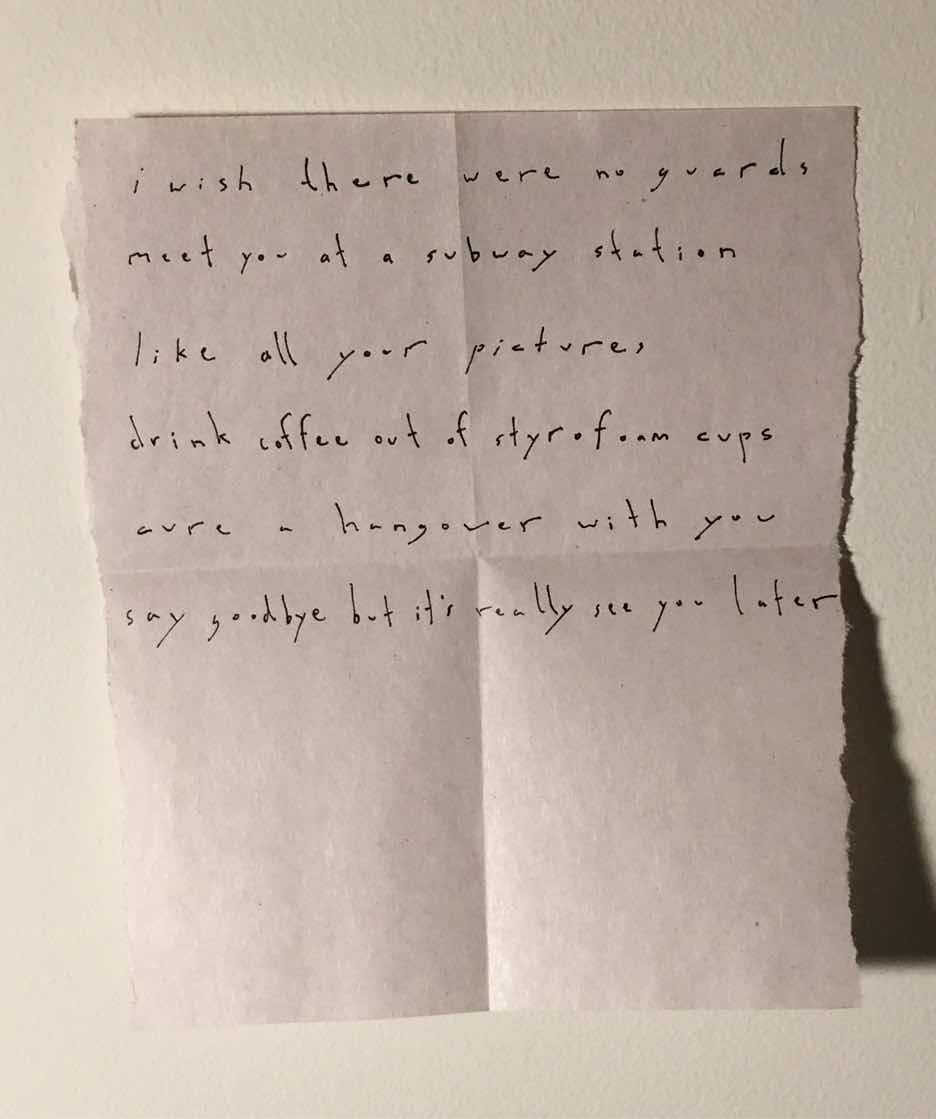 i wish there were no guards
meet you at a subway station
like all your pictures
drink coffee out of styrofoam cups
cure a hangover with you
say goodbye but it's really see you later